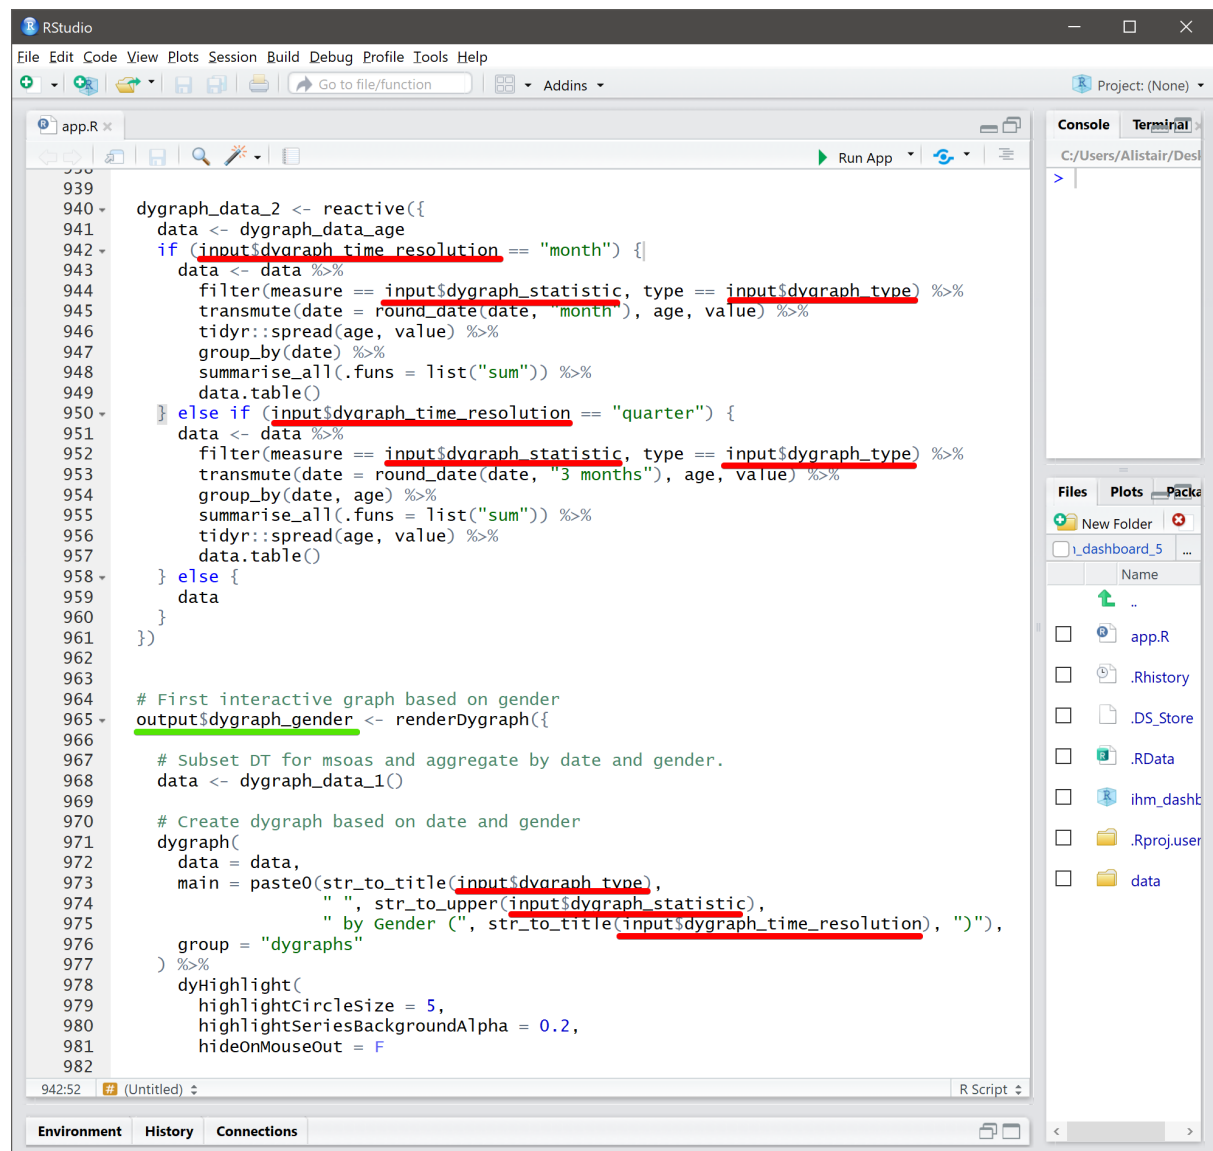 RStudio
File Edit Code View Plots Session Build Debug Profile Tools Help
Go to file/function
Addins
Project: (None)
app.R
Run App
939
940 dygraph_data_2 <- reactive({
941 data <- dygraph_data_age
942 if (input$dygraph_time_resolution == "month") {
943 data <- data %>%
944 filter(measure == input$dygraph_statistic, type == input$dygraph_type) %>%
945 transmute(date = round_date(date, "month"), age, value) %>%
946 tidyr::spread(age, value) %>%
947 group_by(date) %>%
948 summarise_all(.funs = list("sum")) %>%
949 data.table()
950 } else if (input$dygraph_time_resolution == "quarter") {
951 data <- data %>%
952 filter(measure == input$dygraph_statistic, type == input$dygraph_type) %>%
953 transmute(date = round_date(date, "3 months"), age, value) %>%
954 group_by(date, age) %>%
955 summarise_all(.funs = list("sum")) %>%
956 tidyr::spread(age, value) %>%
957 data.table()
958 } else {
959 data
960 }
961 })
962
963
964 # First interactive graph based on gender
965 output$dygraph_gender <- renderDygraph({
966
967 # Subset DT for msoas and aggregate by date and gender.
968 data <- dygraph_data_1()
969
970 # Create dygraph based on date and gender
971 dygraph(
972 data = data,
973 main = paste0(str_to_title(input$dygraph_type),
974 " ", str_to_upper(input$dygraph_statistic),
975 " by Gender (", str_to_title(input$dygraph_time_resolution), ")"),
976 group = "dygraphs"
977 ) %>%
978 dyHighlight(
979 highlightCircleSize = 5,
980 highlightSeriesBackgroundAlpha = 0.2,
981 hideOnMouseOut = F
982
942:52 # (Untitled) R Script
Environment History Connections
Console Terminal
C:/Users/Alistair/Desl
>
Files Plots Packa
New Folder
_dashboard_5 ...
Name
..
app.R
.Rhistory
.DS_Store
.RData
ihm_dashb
.Rproj.user
data